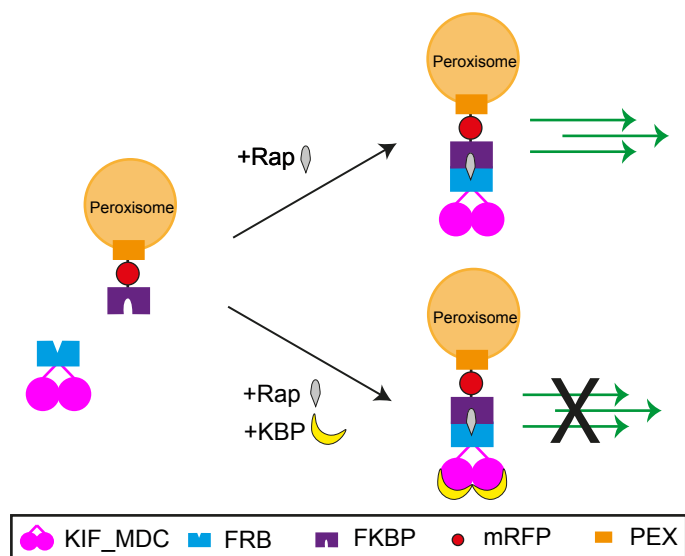 Peroxisome
+Rap
Peroxisome
Peroxisome
+Rap
+KBP
X
KIF_MDC FRB FKBP mRFP PEX